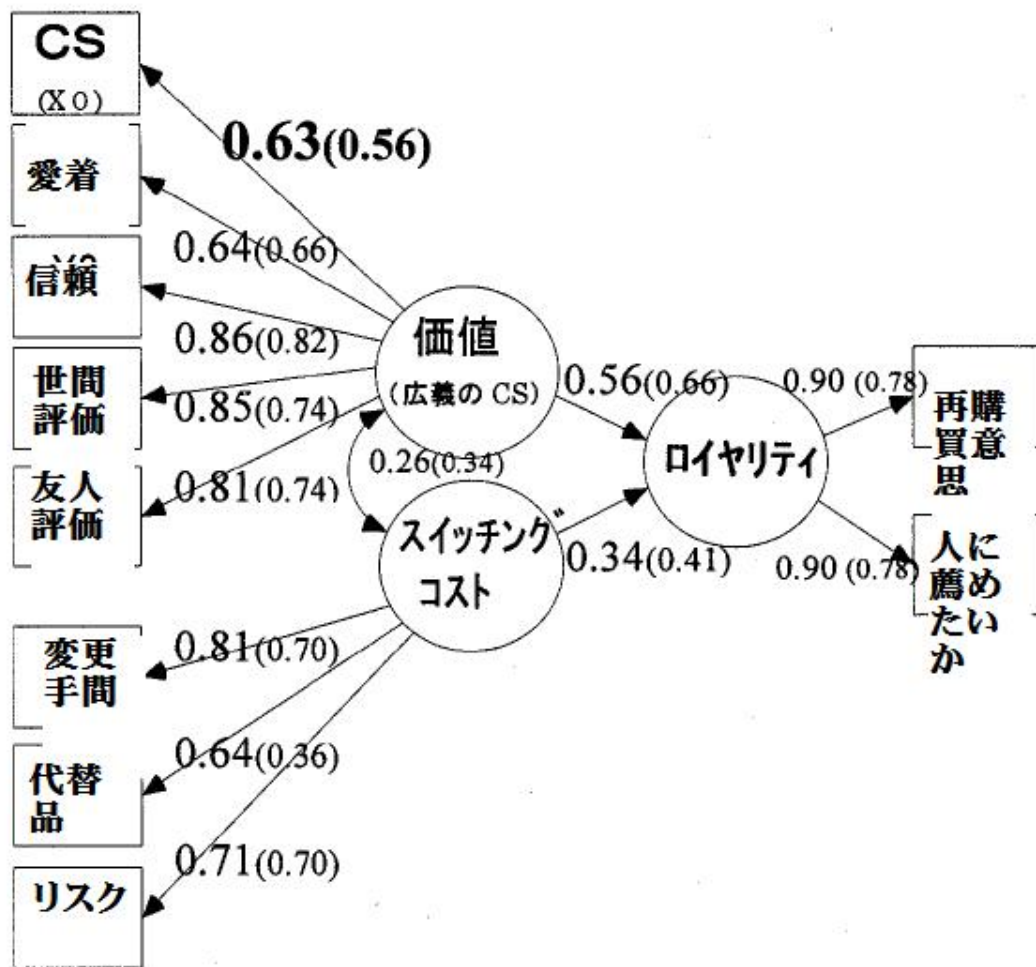 CS
(X0)
愛着
信頼
世間
評価
友人
評価
変更
手間
代替
品
リスク
0.63(0.56)
0.64(0.66)
0.86(0.82)
0.85(0.74)
0.81(0.74)
0.81(0.70)
0.64(0.36)
0.71(0.70)
価値
(広義の CS)
0.26(0.34)
スイッチング
コスト
0.56(0.66)
0.34(0.41)
ロイヤリティ
0.90 (0.78)
0.90 (0.78)
再購
買意
思
人に
薦め
たい
か